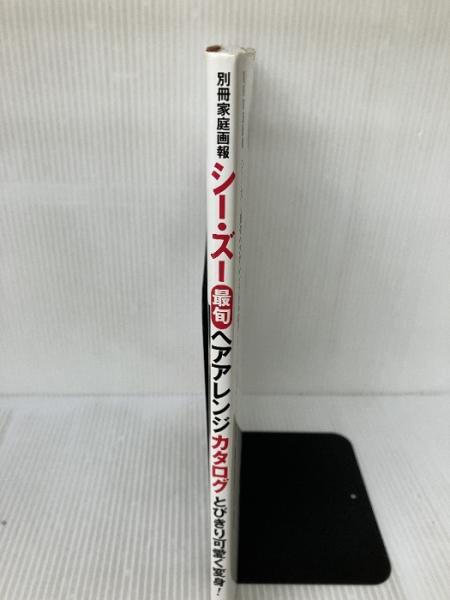 別冊家庭画報
シー・ズー最旬ヘアアレンジカタログ
とびきり可愛く変身!